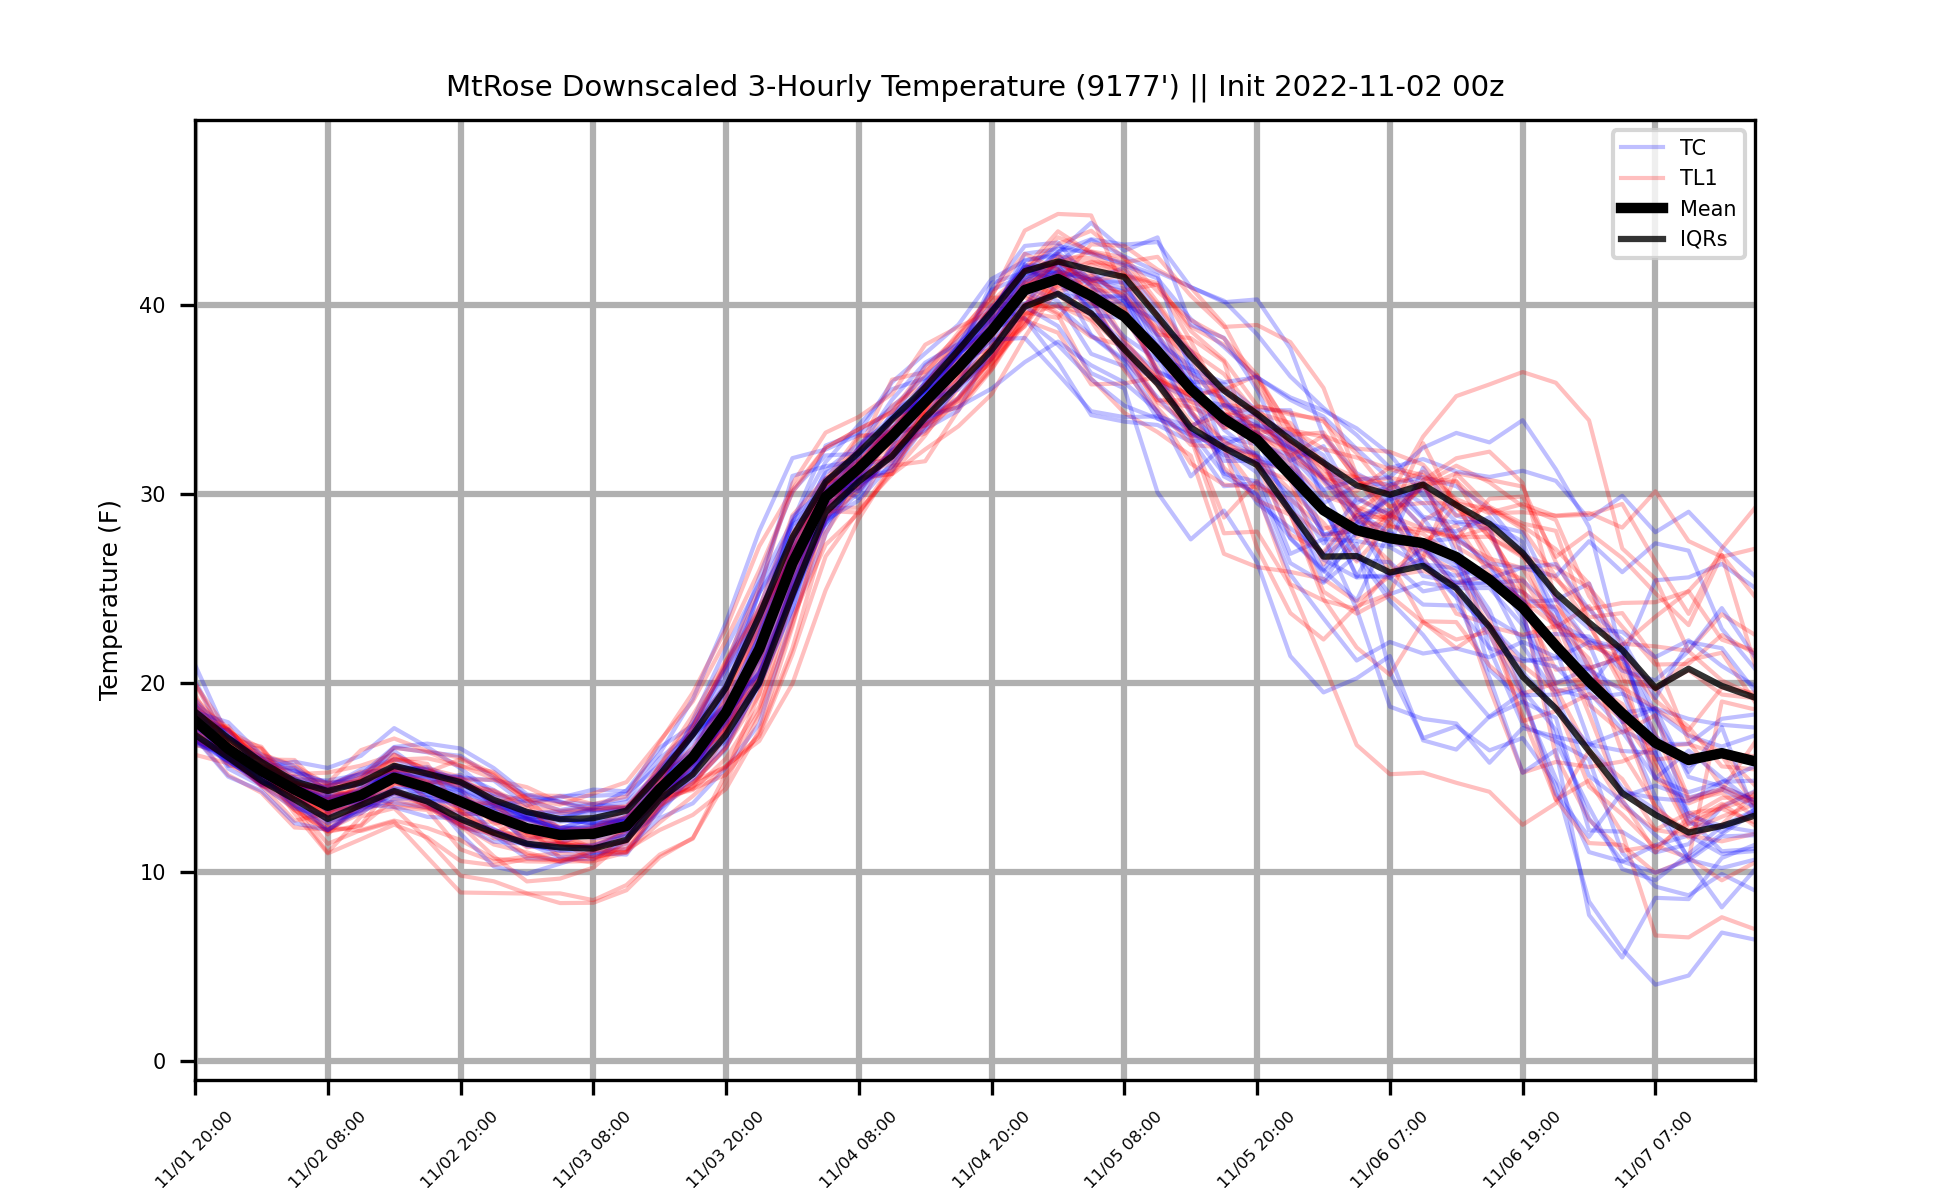 MtRose Downscaled 3-Hourly Temperature (9177') || Init 2022-11-02 00z
TC
TL1
Mean
IQRs
Temperature (F)
40
30
20
10
0
11/01 20:00
11/02 08:00
11/02 20:00
11/03 08:00
11/03 20:00
11/04 08:00
11/04 20:00
11/05 08:00
11/05 20:00
11/06 07:00
11/06 19:00
11/07 07:00